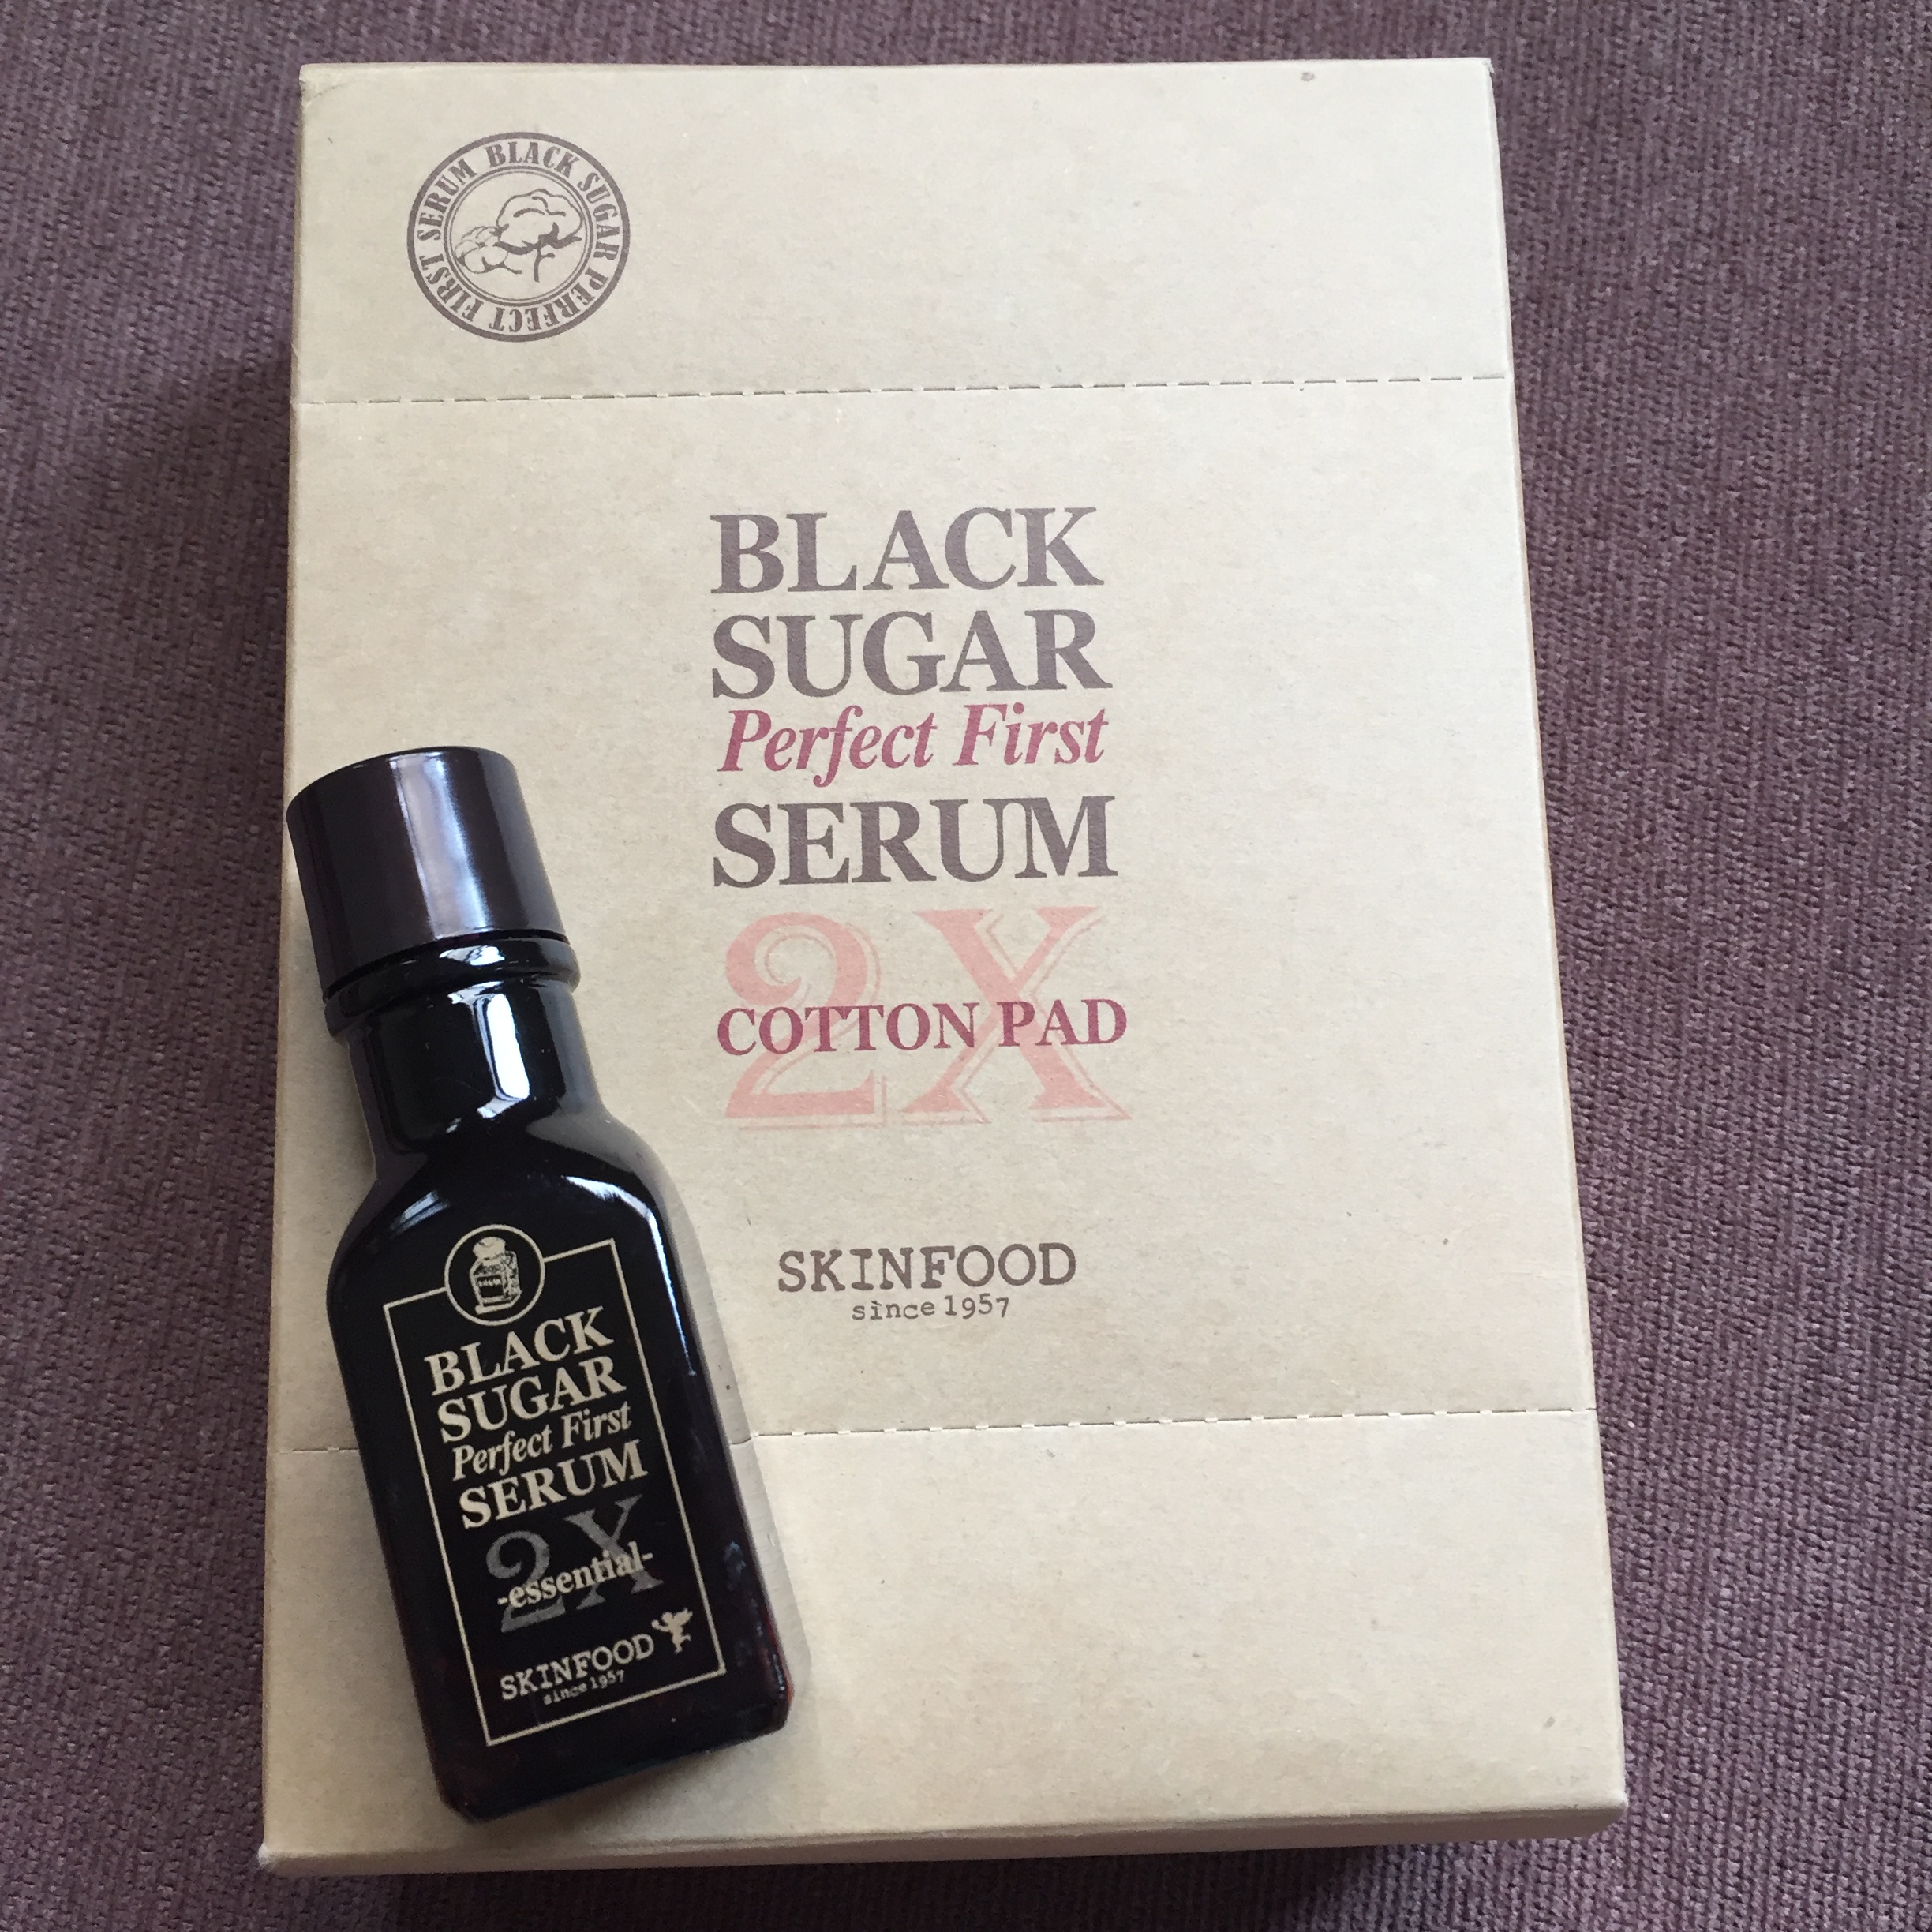 BLACK SUGAR PERFECT FIRST SERUM
BLACK
SUGAR
Perfect First
SERUM
2X
COTTON PAD
SKINFOOD
since 1957
SUGAR
BLACK
SUGAR
Perfect First
SERUM
2X
-essential-
SKINFOOD
since 1957